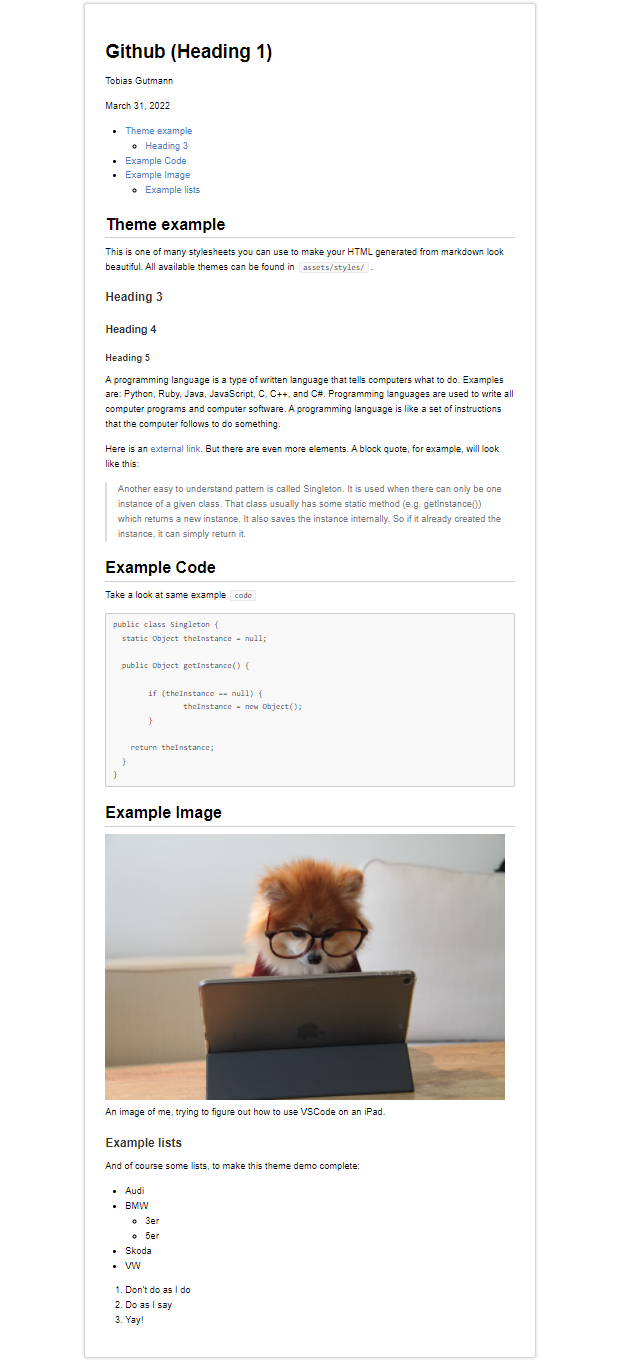 Github (Heading 1)
Tobias Gutmann
March 31, 2022
Theme example
Heading 3
Example Code
Example Image
Example lists
Theme example
This is one of many stylesheets you can use to make your HTML generated from markdown look
beautiful. All available themes can be found in assets/styles/ .
Heading 3
Heading 4
Heading 5
A programming language is a type of written language that tells computers what to do. Examples
are: Python, Ruby, Java, JavaScript, C, C++, and C#. Programming languages are used to write all
computer programs and computer software. A programming language is like a set of instructions
that the computer follows to do something.
Here is an external link. But there are even more elements. A block quote, for example, will look
like this:
Another easy to understand pattern is called Singleton. It is used when there can only be one
instance of a given class. That class usually has some static method (e.g. getInstance())
which returns a new instance. It also saves the instance internally. So if it already created the
instance, it can simply return it.
Example Code
Take a look at same example code
public class Singleton {
static Object theInstance = null;
public Object getInstance() {
if (theInstance == null) {
theInstance = new Object();
}
return theInstance;
}
}
Example Image
An image of me, trying to figure out how to use VSCode on an iPad.
Example lists
And of course some lists, to make this theme demo complete:
Audi
BMW
3er
5er
Skoda
VW
1. Don't do as I do
2. Do as I say
3. Yay!